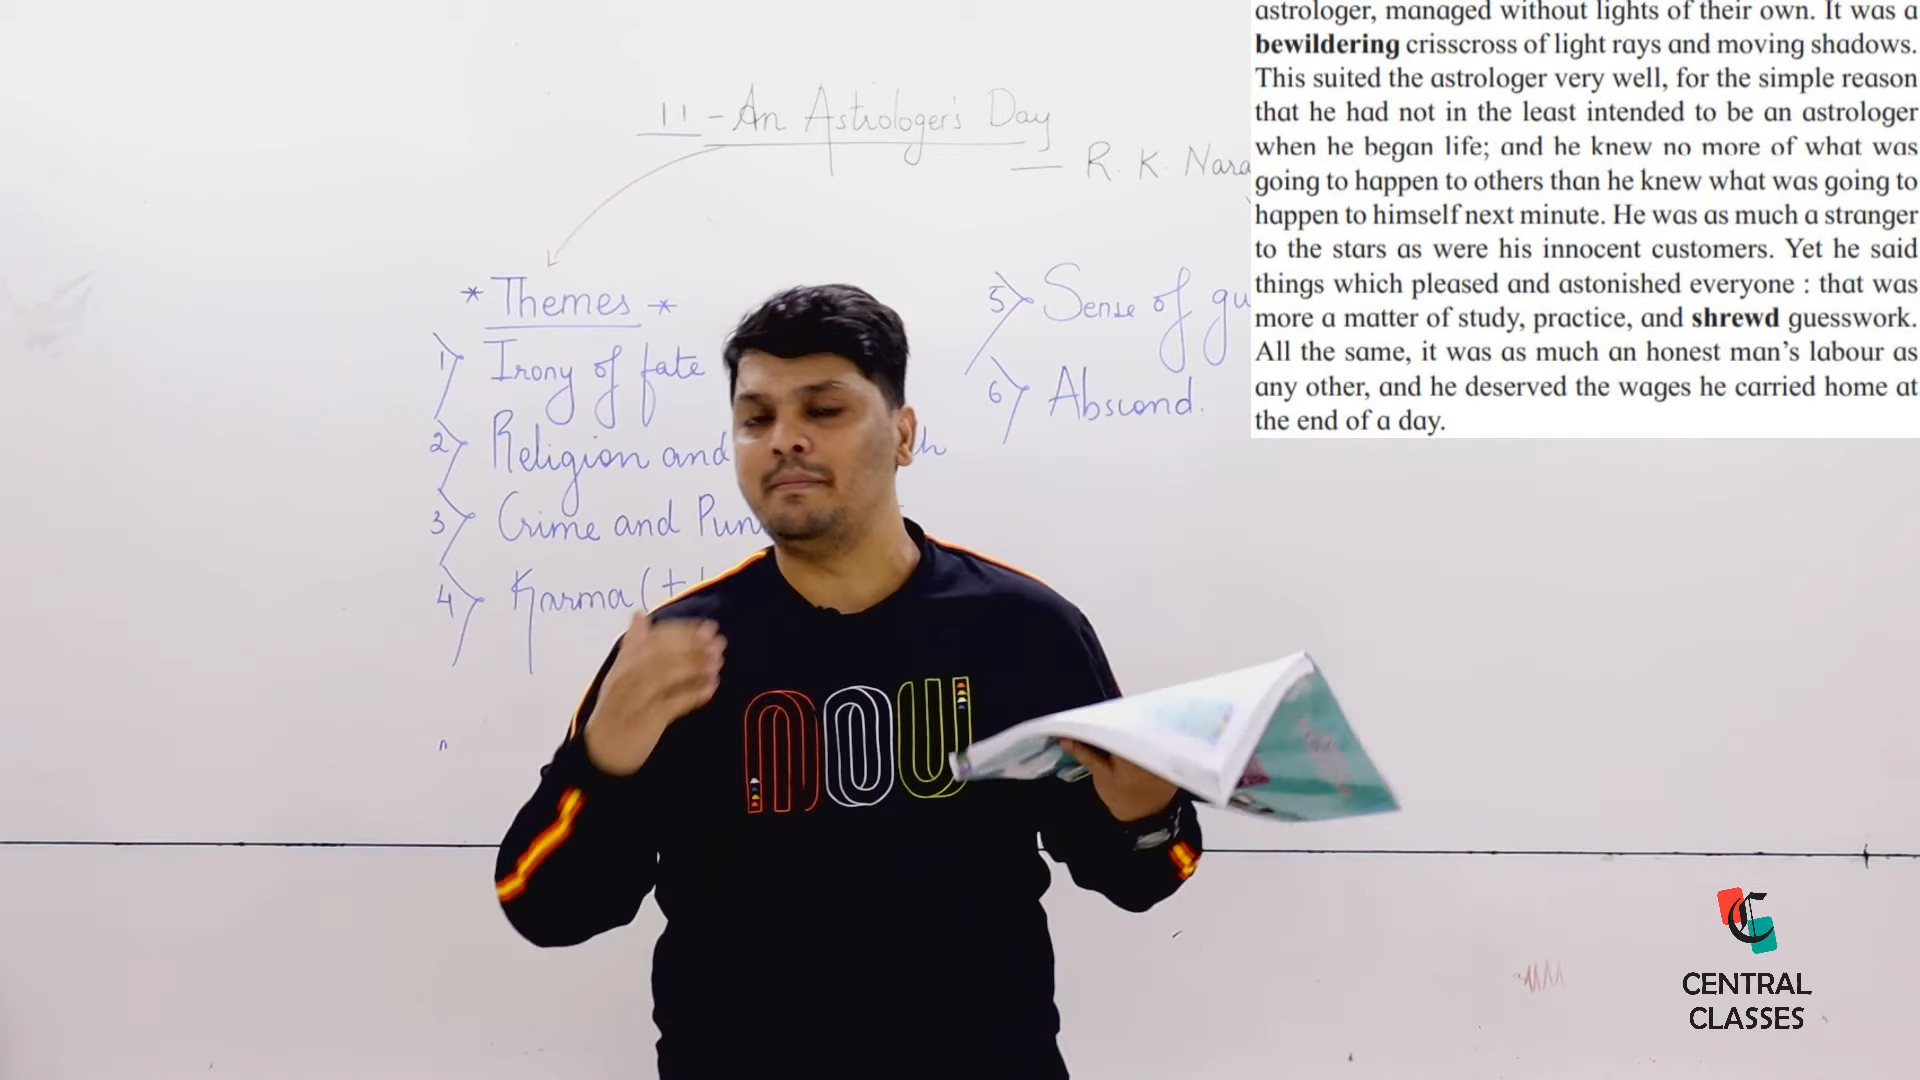 11 - An Astrologer's Day
R. K.
* Themes *
1) Irony of fate
2) Religion and
3) Crime and
4) Karma
5) Sense of
6) Abscond.
astrologer, managed without lights of their own. It was a
bewildering crisscross of light rays and moving shadows.
This suited the astrologer very well, for the simple reason
that he had not in the least intended to be an astrologer
when he began life; and he knew no more of what was
going to happen to others than he knew what was going to
happen to himself next minute. He was as much a stranger
to the stars as were his innocent customers. Yet he said
things which pleased and astonished everyone : that was
more a matter of study, practice, and shrewd guesswork.
All the same, it was as much an honest man's labour as
any other, and he deserved the wages he carried home at
the end of a day.
NOW
CENTRAL
CLASSES